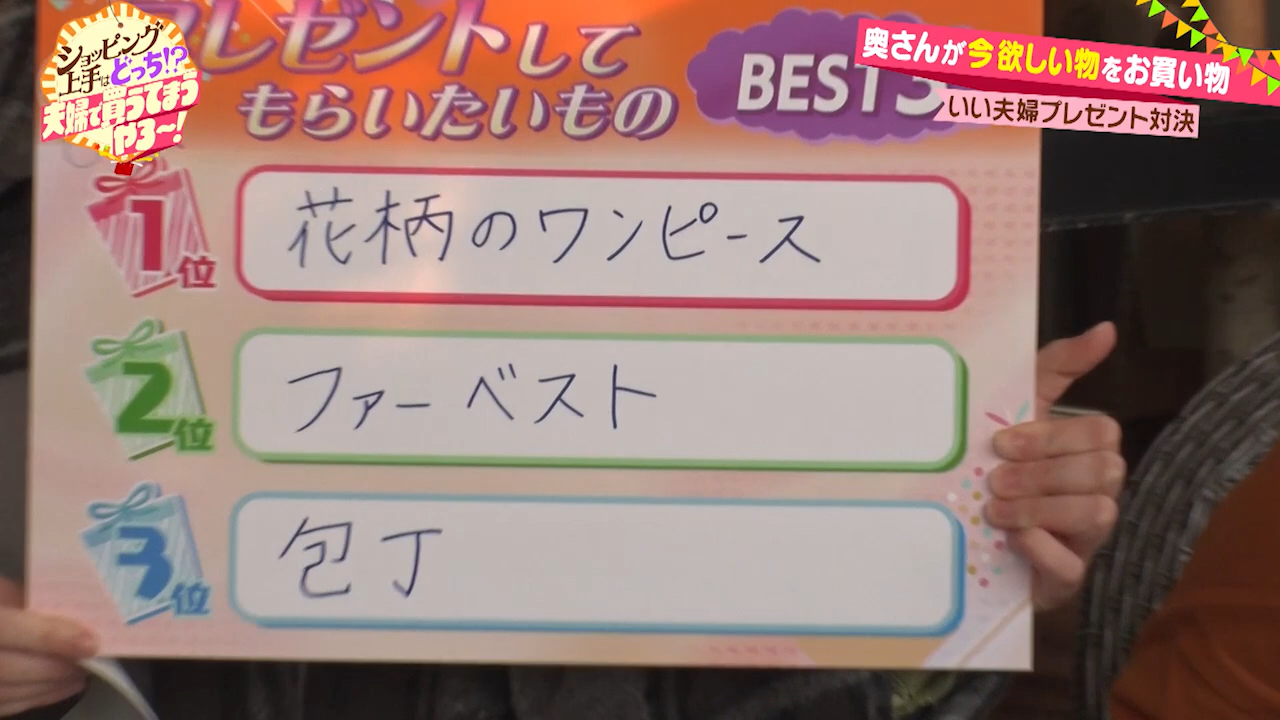 ショッピング
上手はどっち!?
夫婦で買うてまう
や3~!
奥さんが今欲しい物をお買い物
いい夫婦プレゼント対決
プレゼントして
もらいたいもの
BEST 3
1位
花柄のワンピース
2位
ファーベスト
3位
包丁